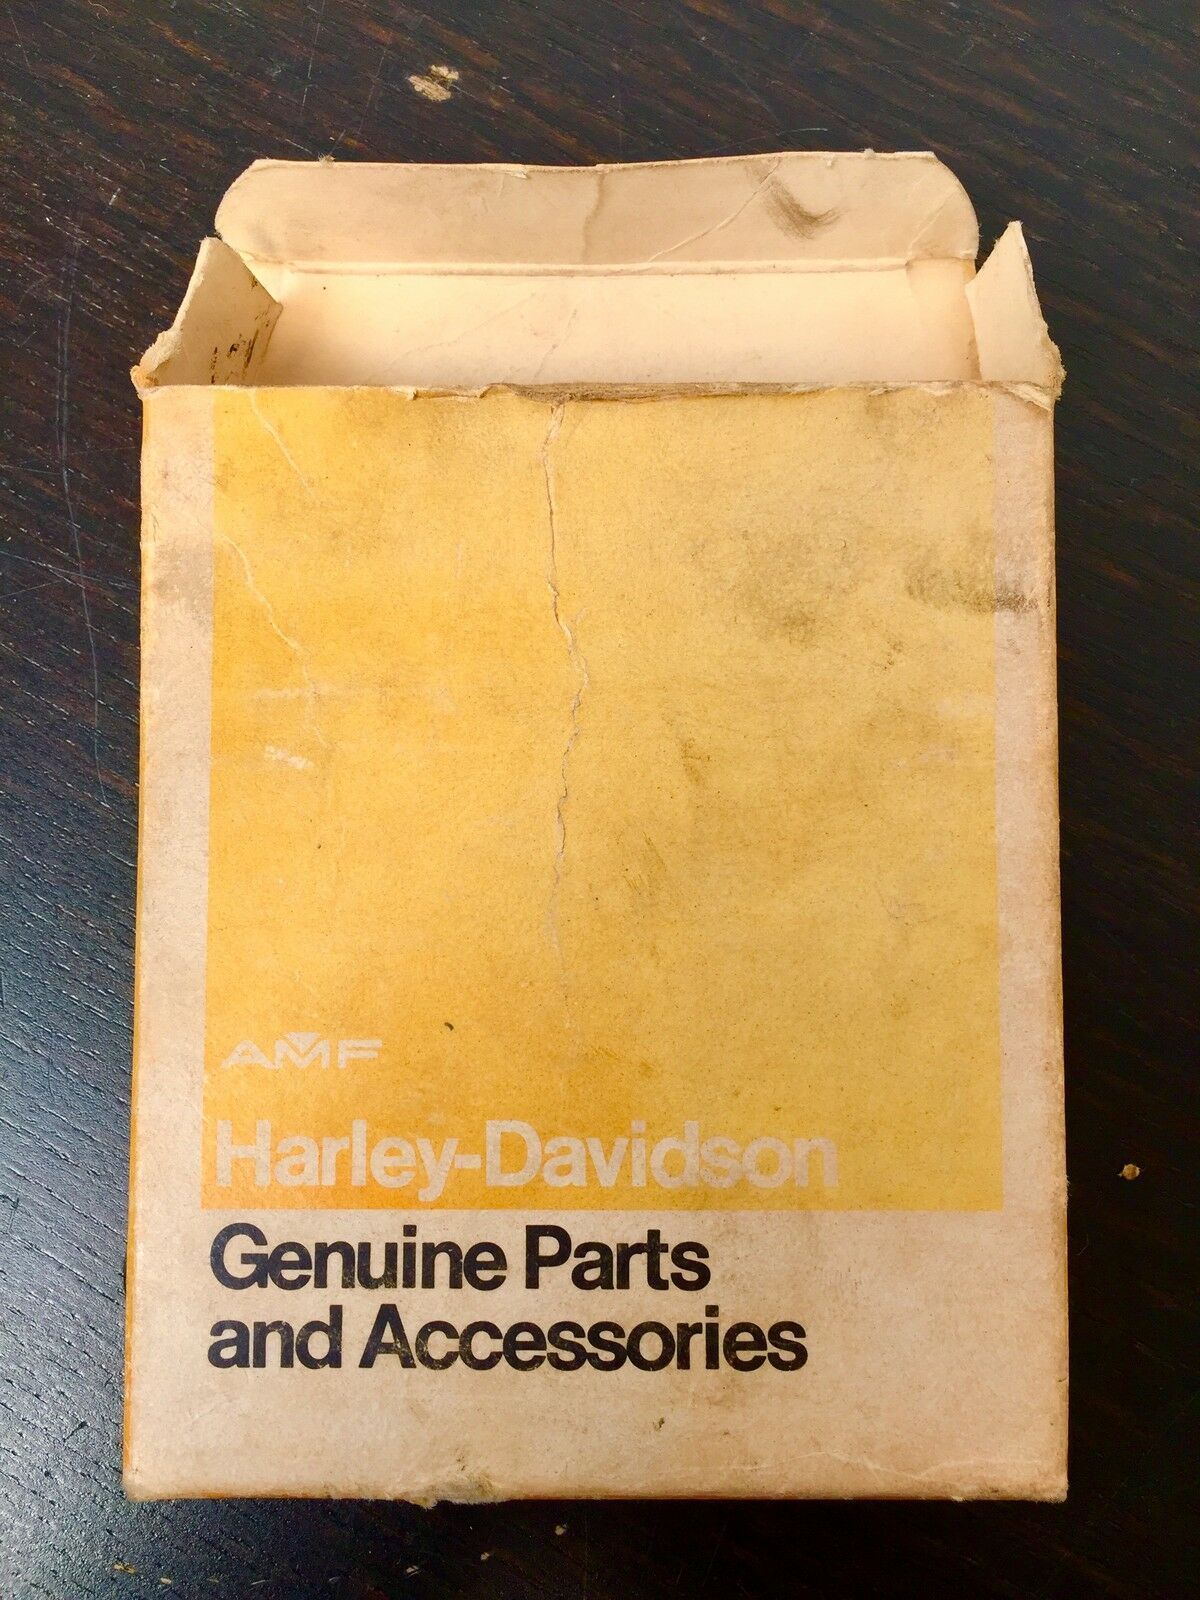 AMF
Harley-Davidson
Genuine Parts
and Accessories